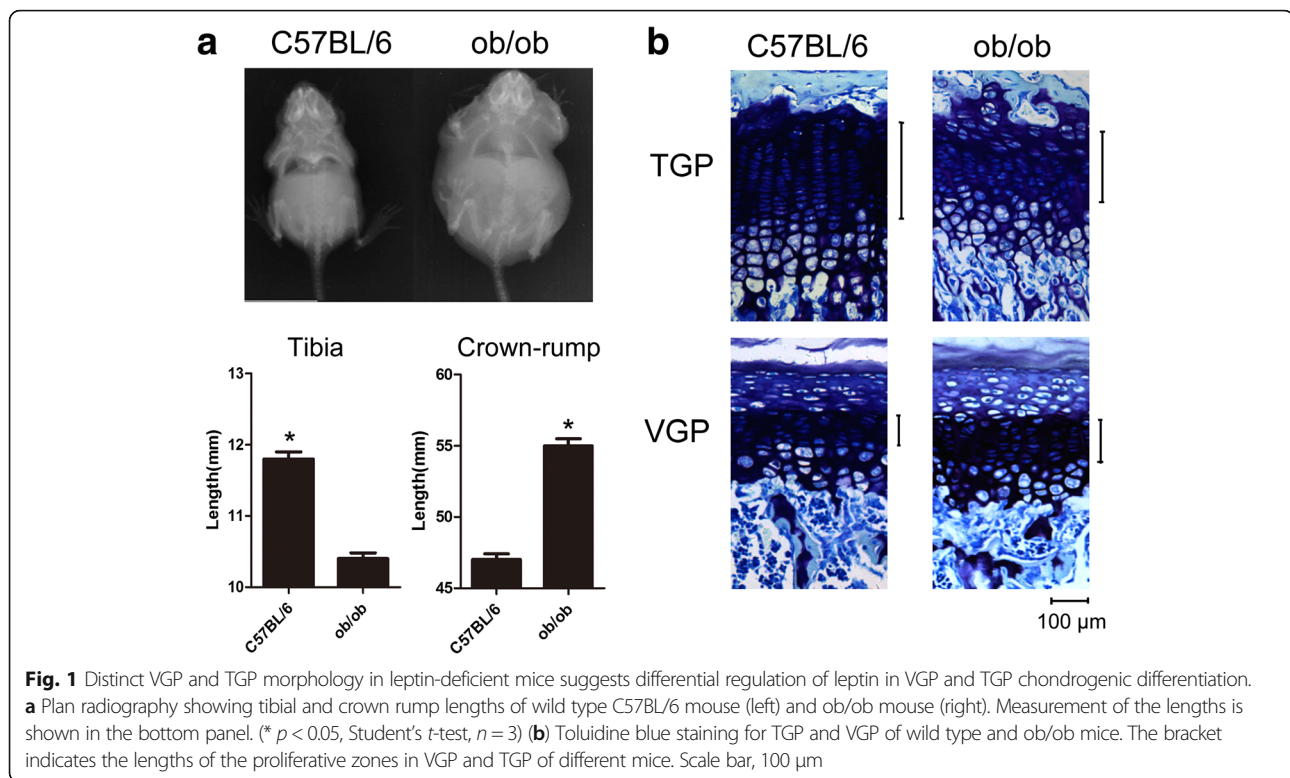 a
C57BL/6 ob/ob
b
C57BL/6 ob/ob
TGP
VGP
100 µm
Tibia
Length(mm)
13
12
11
10
*
C57BL/6
ob/ob
Crown-rump
Length(mm)
60
55
50
45
*
C57BL/6
ob/ob
Fig. 1 Distinct VGP and TGP morphology in leptin-deficient mice suggests differential regulation of leptin in VGP and TGP chondrogenic differentiation.
a Plan radiography showing tibial and crown rump lengths of wild type C57BL/6 mouse (left) and ob/ob mouse (right). Measurement of the lengths is
shown in the bottom panel. (* p < 0.05, Student's t-test, n = 3) (b) Toluidine blue staining for TGP and VGP of wild type and ob/ob mice. The bracket
indicates the lengths of the proliferative zones in VGP and TGP of different mice. Scale bar, 100 µm